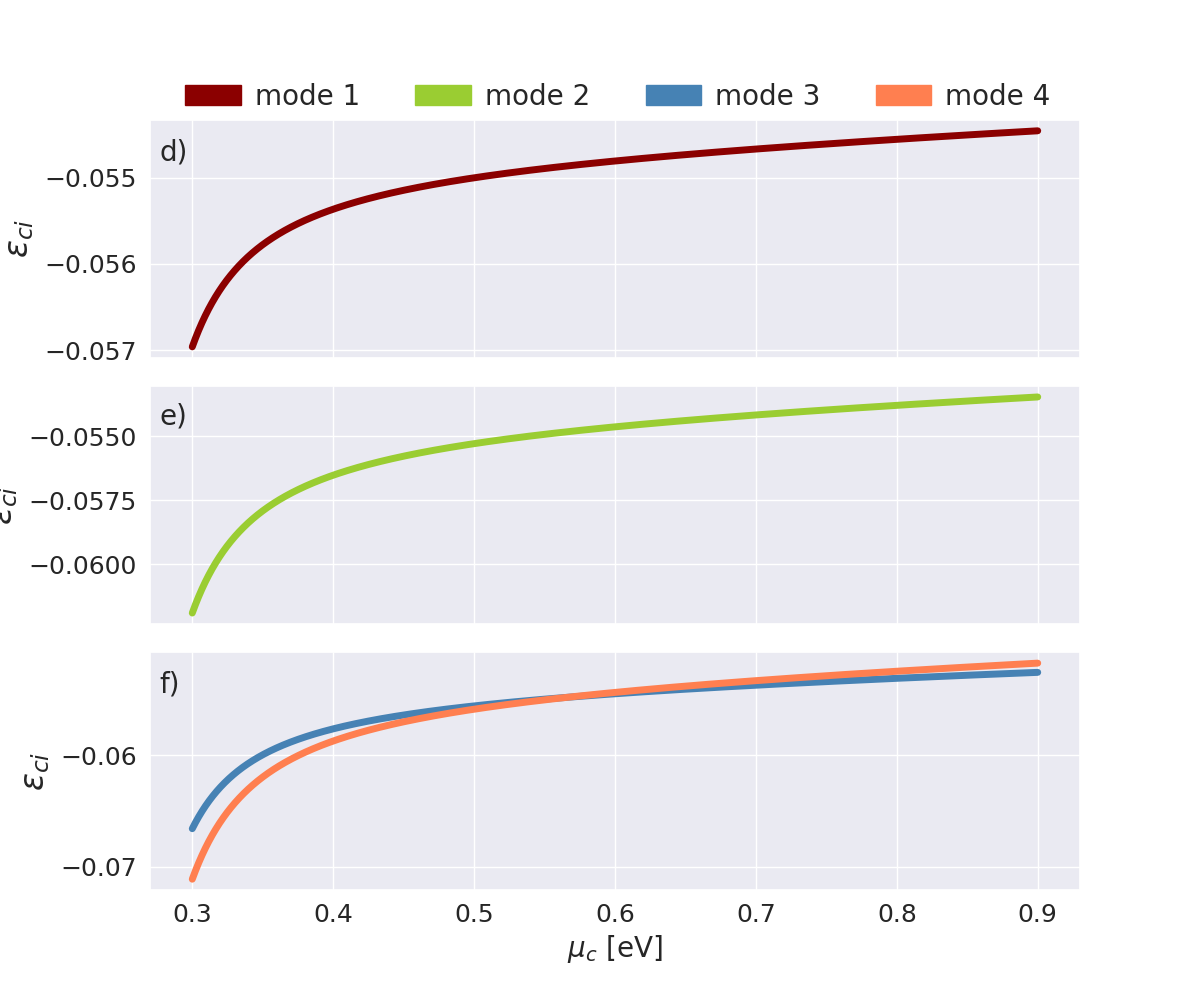 mode 1 mode 2 mode 3 mode 4
d)
−0.055
−0.056
−0.057
ε_ci
e)
−0.0550
−0.0575
−0.0600
ε_ci
f)
−0.06
−0.07
ε_ci
0.3 0.4 0.5 0.6 0.7 0.8 0.9
μ_c [eV]